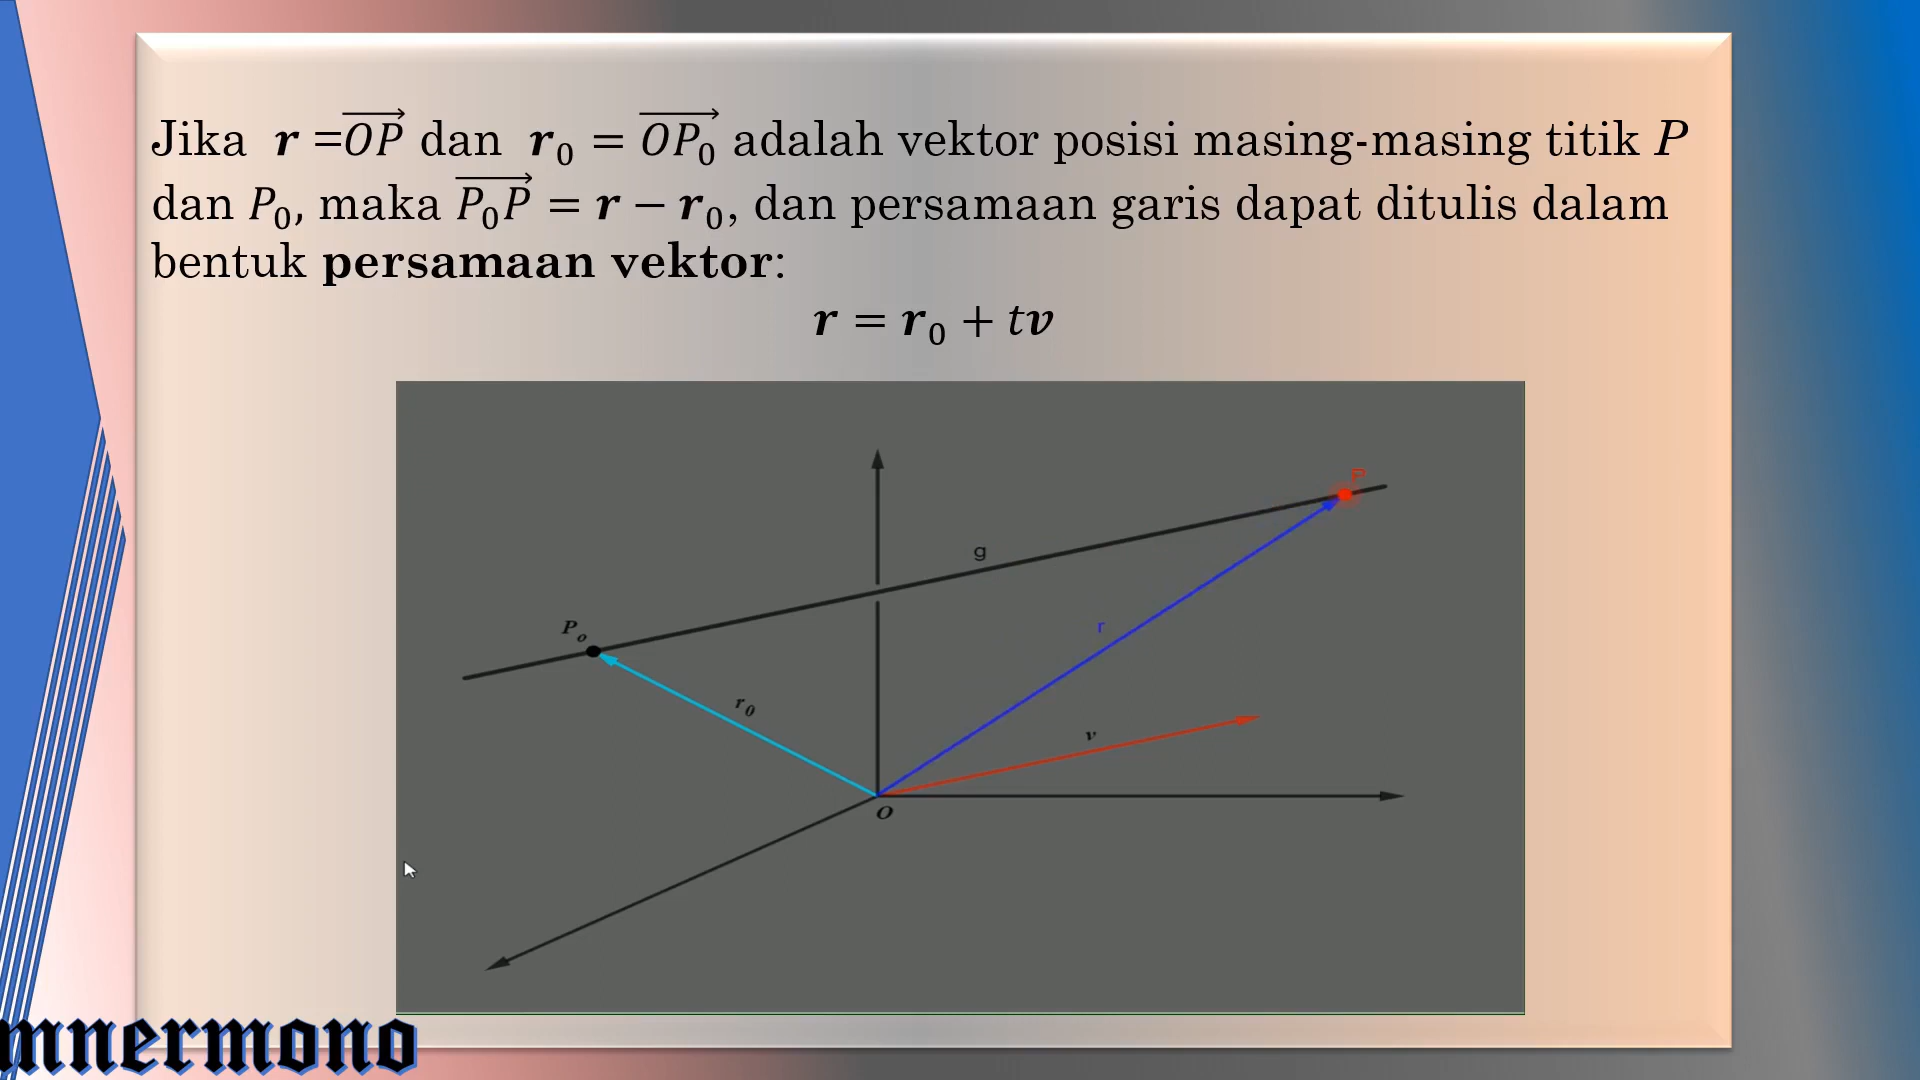 Jika r =OP⃗ dan r₀ = OP₀⃗ adalah vektor posisi masing-masing titik P
dan P₀, maka P₀P⃗ = r − r₀, dan persamaan garis dapat ditulis dalam
bentuk persamaan vektor:
r = r₀ + tv
P
g
Pₒ
r
r₀
v
O
mnermono